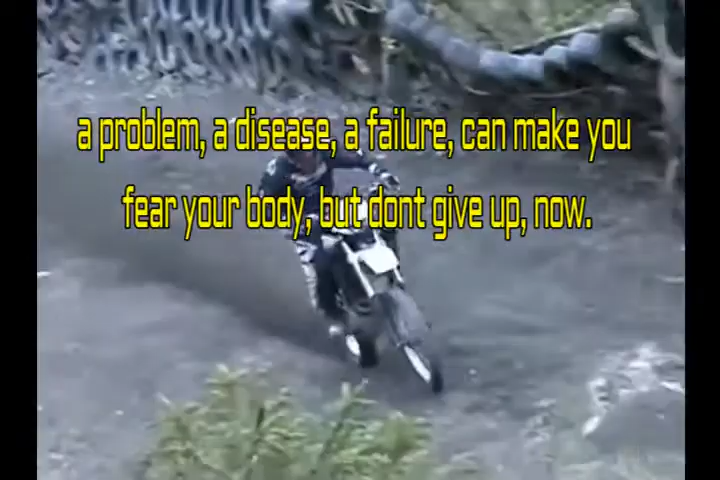 a problem, a disease, a failure, can make you
fear your body, but dont give up, now.